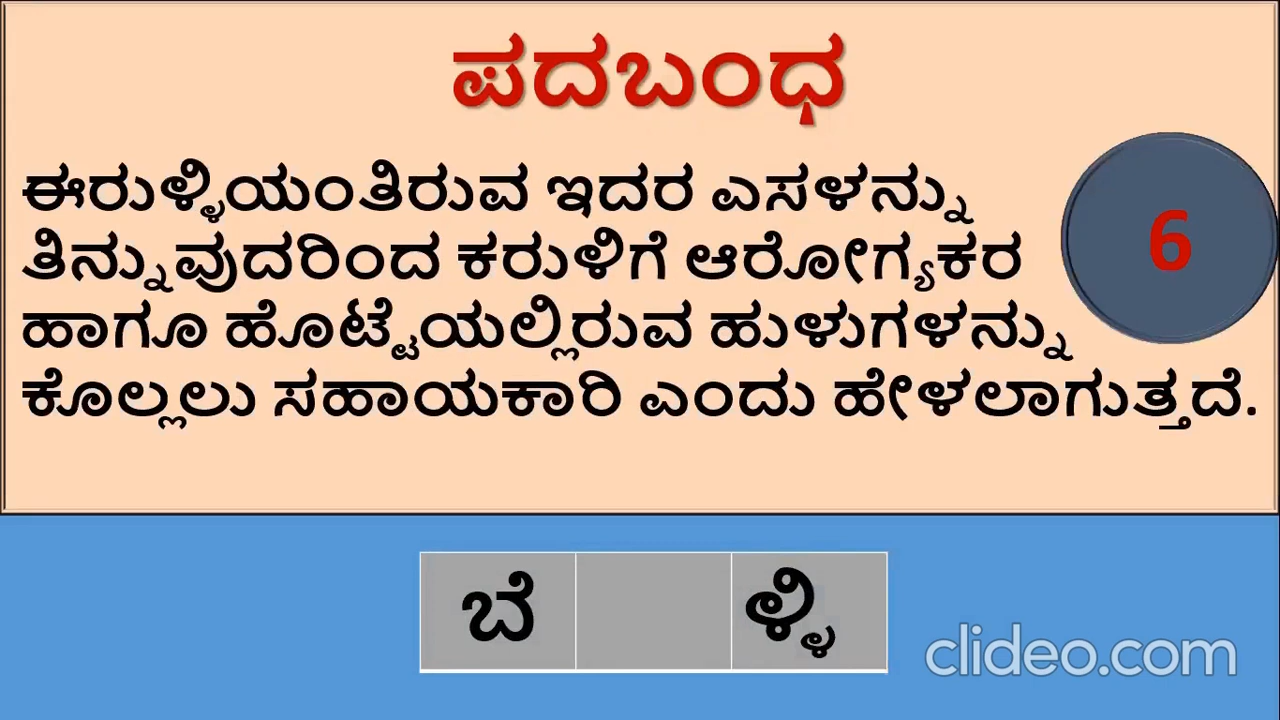 ಪದಬಂಧ
ಈರುಳ್ಳಿಯಂತಿರುವ ಇದರ ಎಸಳನ್ನು
ತಿನ್ನುವುದರಿಂದ ಕರುಳಿಗೆ ಆರೋಗ್ಯಕರ
ಹಾಗೂ ಹೊಟ್ಟೆಯಲ್ಲಿರುವ ಹುಳುಗಳನ್ನು
ಕೊಲ್ಲಲು ಸಹಾಯಕಾರಿ ಎಂದು ಹೇಳಲಾಗುತ್ತದೆ.
6
ಬೆ ಳ್ಳಿ
clideo.com